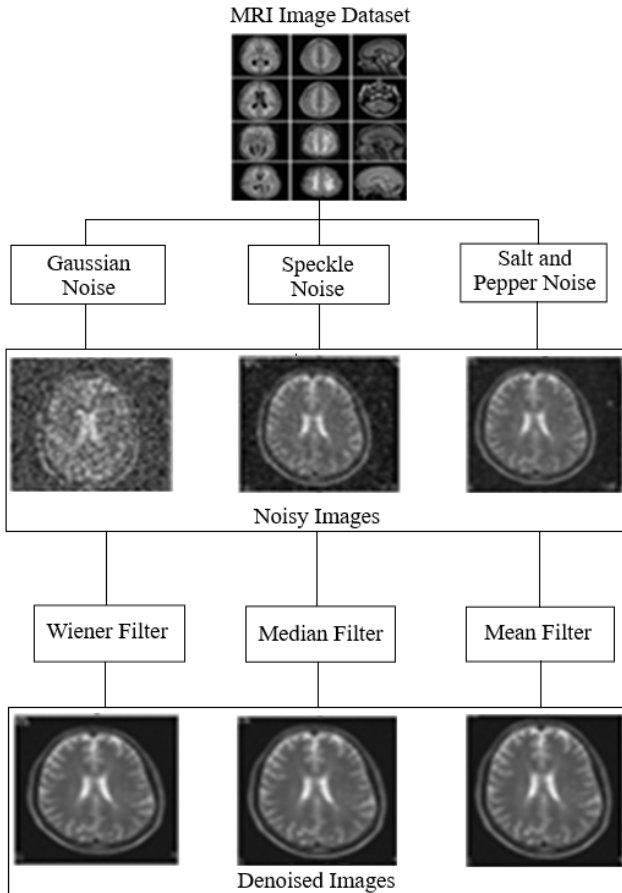 MRI Image Dataset
Gaussian
Noise
Speckle
Noise
Salt and
Pepper Noise
Noisy Images
Wiener Filter
Median Filter
Mean Filter
Denoised Images